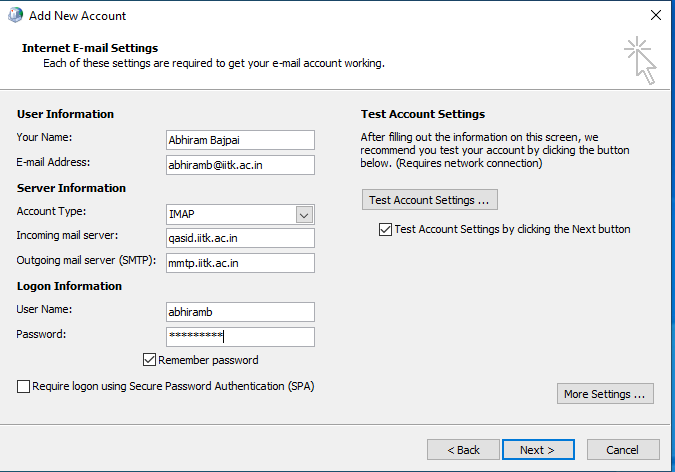 Add New Account
Internet E-mail Settings
Each of these settings are required to get your e-mail account working.
User Information
Your Name:
Abhiram Bajpai
E-mail Address:
abhiramb@iitk.ac.in
Server Information
Account Type:
IMAP
Incoming mail server:
qasid.iitk.ac.in
Outgoing mail server (SMTP):
mmtp.iitk.ac.in
Logon Information
User Name:
abhiramb
Password:
*********
Remember password
Require logon using Secure Password Authentication (SPA)
Test Account Settings
After filling out the information on this screen, we
recommend you test your account by clicking the button
below. (Requires network connection)
Test Account Settings ...
Test Account Settings by clicking the Next button
More Settings ...
< Back
Next >
Cancel